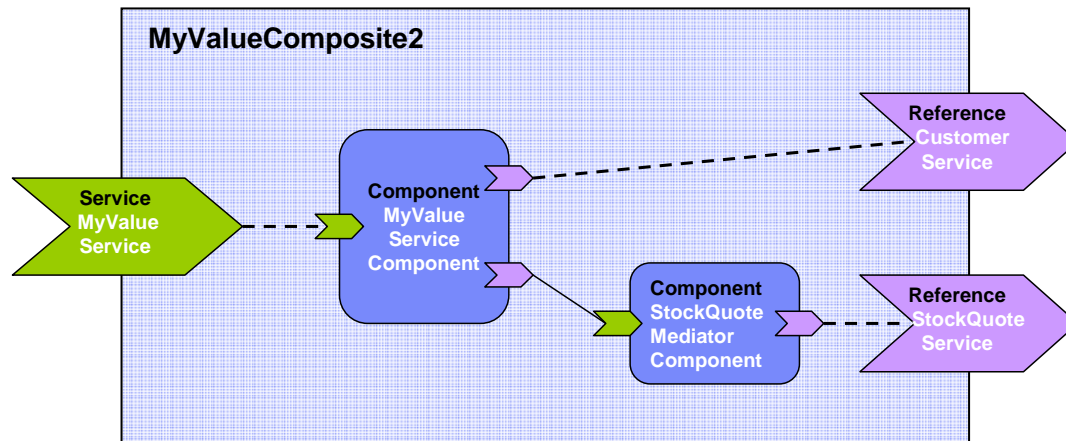 MyValueComposite2
Service
MyValue
Service
Component
MyValue
Service
Component
Component
StockQuote
Mediator
Component
Reference
Customer
Service
Reference
StockQuote
Service